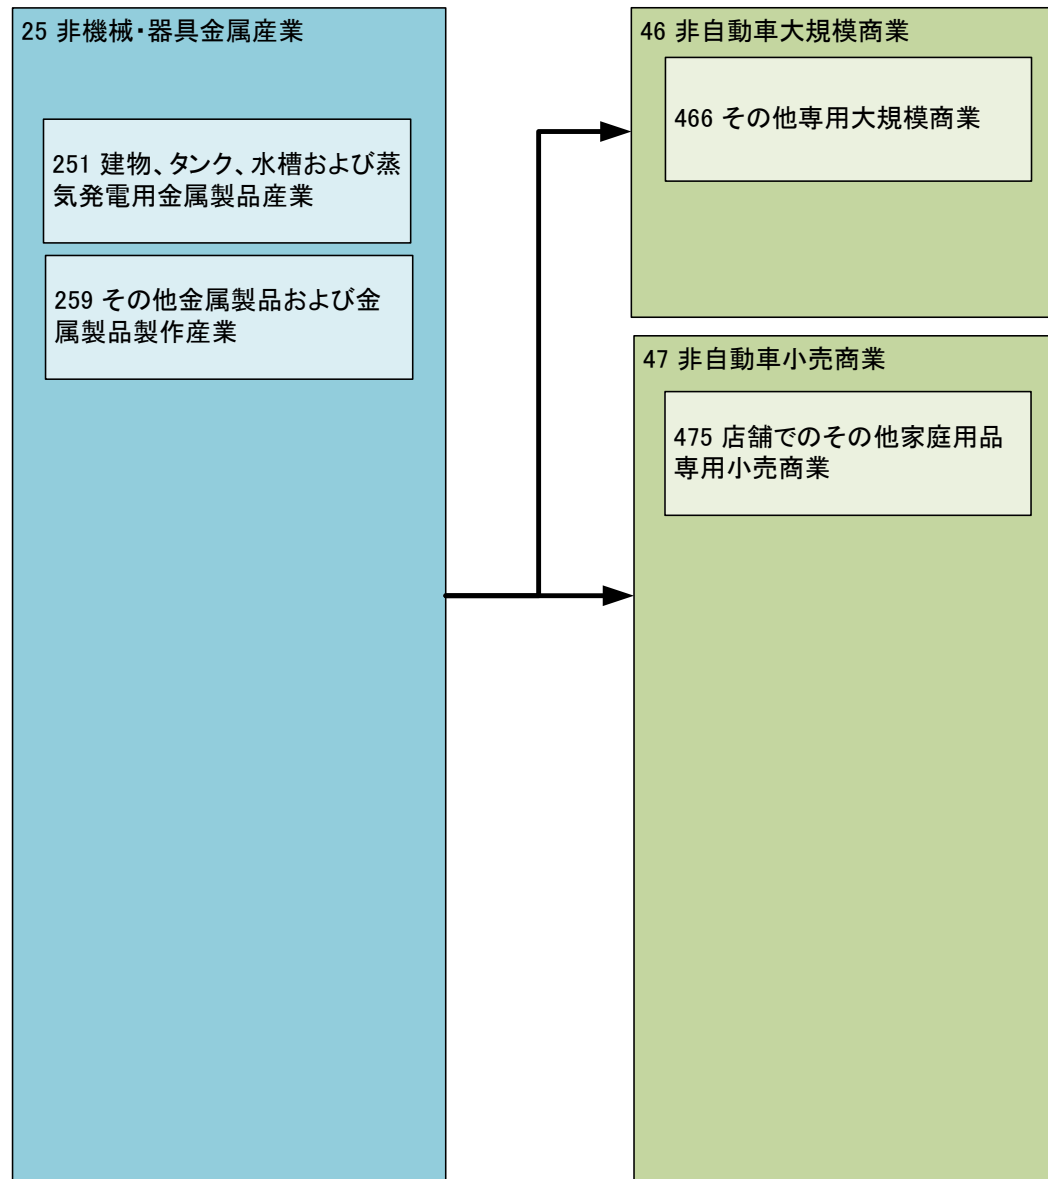 25 非機械・器具金属産業
251 建物、タンク、水槽および蒸
気発電用金属製品産業
259 その他金属製品および金
属製品製作産業
46 非自動車大規模商業
466 その他専用大規模商業
47 非自動車小売商業
475 店舗でのその他家庭用品
専用小売商業